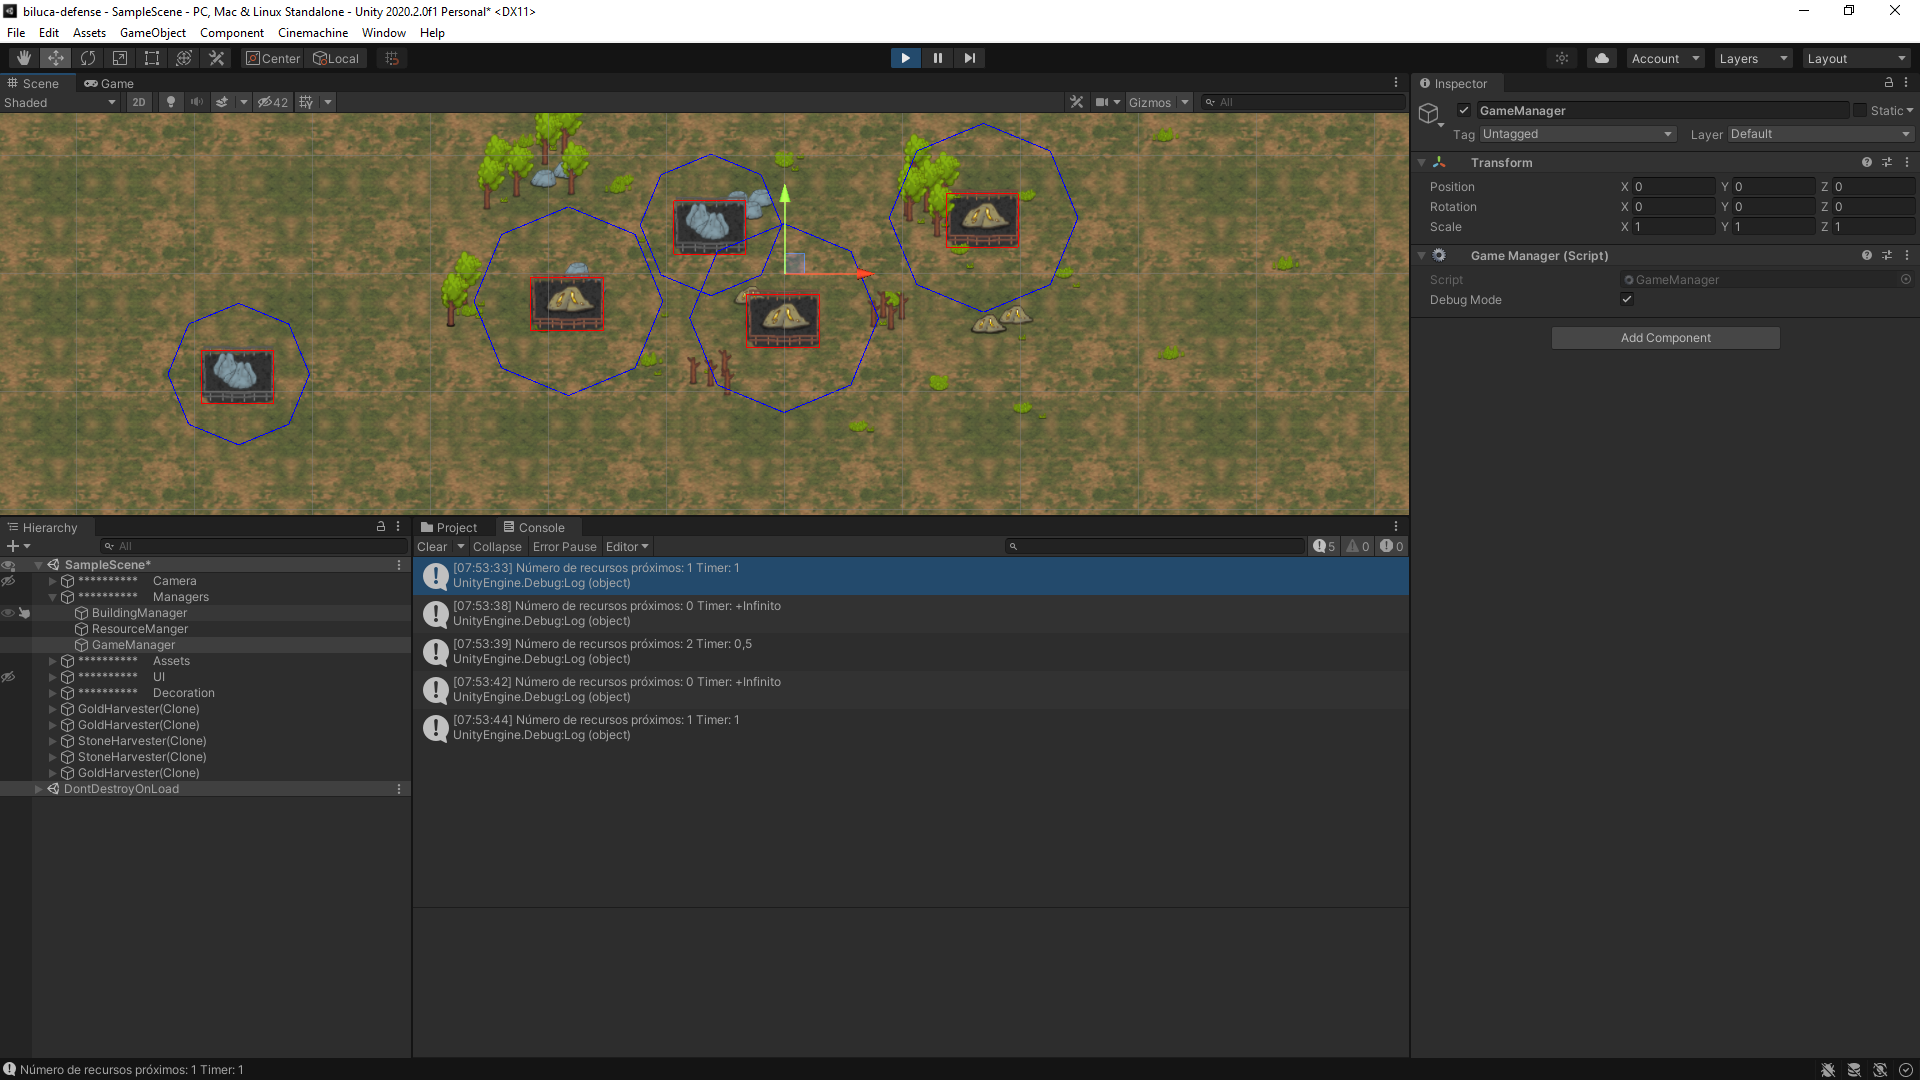 biluca-defense - SampleScene - PC, Mac & Linux Standalone - Unity 2020.2.0f1 Personal* <DX11>
File Edit Assets GameObject Component Cinemachine Window Help
Center Local Account Layers Layout
Scene Game
Shaded 2D 42 Gizmos All
Inspector
GameManager Static
Tag Untagged Layer Default
Transform
Position X 0 Y 0 Z 0
Rotation X 0 Y 0 Z 0
Scale X 1 Y 1 Z 1
Game Manager (Script)
Script GameManager
Debug Mode
Add Component
Hierarchy
All
SampleScene*
********** Camera
********** Managers
BuildingManager
ResourceManger
GameManager
********** Assets
********** UI
********** Decoration
GoldHarvester(Clone)
GoldHarvester(Clone)
StoneHarvester(Clone)
StoneHarvester(Clone)
GoldHarvester(Clone)
DontDestroyOnLoad
Project Console
Clear Collapse Error Pause Editor 5 0 0
[07:53:33] Número de recursos próximos: 1 Timer: 1
UnityEngine.Debug:Log (object)
[07:53:38] Número de recursos próximos: 0 Timer: +Infinito
UnityEngine.Debug:Log (object)
[07:53:39] Número de recursos próximos: 2 Timer: 0,5
UnityEngine.Debug:Log (object)
[07:53:42] Número de recursos próximos: 0 Timer: +Infinito
UnityEngine.Debug:Log (object)
[07:53:44] Número de recursos próximos: 1 Timer: 1
UnityEngine.Debug:Log (object)
Número de recursos próximos: 1 Timer: 1